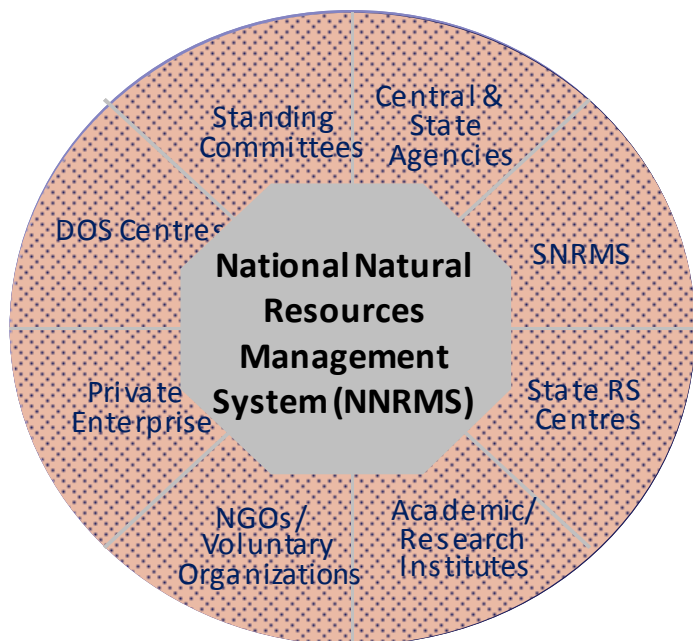 Standing
Committees
Central &
State
Agencies
DOS Centres
SNRMS
National Natural
Resources
Management
System (NNRMS)
Private
Enterprise
State RS
Centres
NGOs/
Voluntary
Organizations
Academic/
Research
Institutes